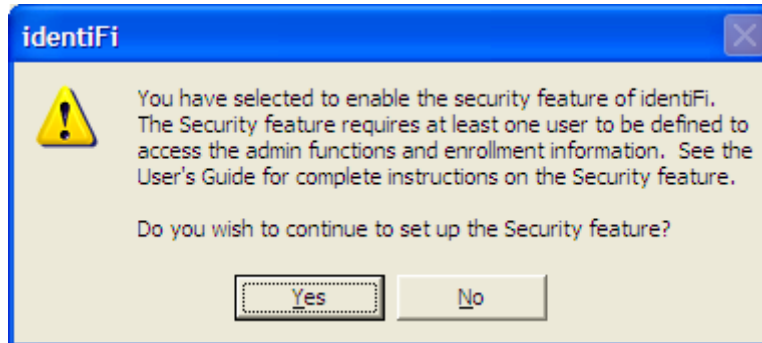 identiFi
You have selected to enable the security feature of identiFi.
The Security feature requires at least one user to be defined to
access the admin functions and enrollment information.  See the
User's Guide for complete instructions on the Security feature.
Do you wish to continue to set up the Security feature?
Yes No